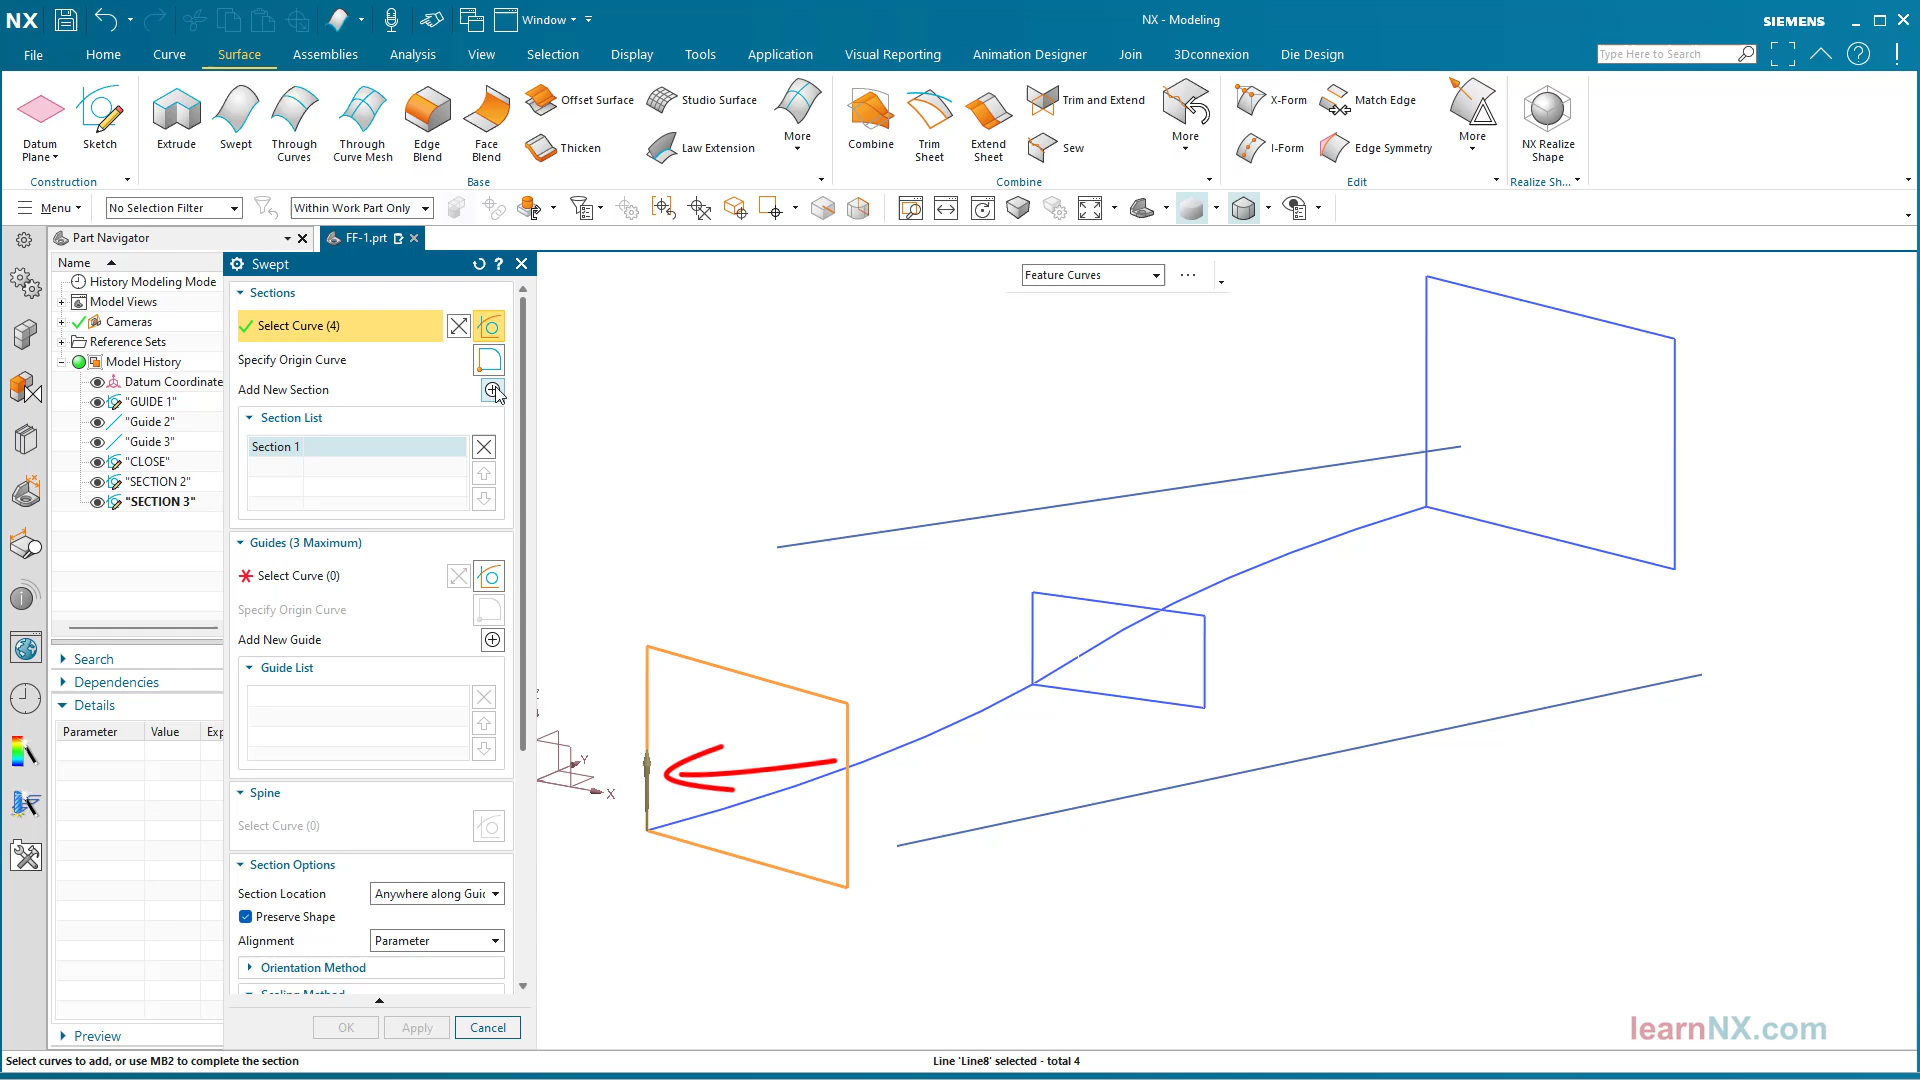 NX
Window
NX - Modeling
SIEMENS
File
Home
Curve
Surface
Assemblies
Analysis
View
Selection
Display
Tools
Application
Visual Reporting
Animation Designer
Join
3Dconnexion
Die Design
Type Here to Search
Datum Plane
Sketch
Extrude
Swept
Through Curves
Through Curve Mesh
Edge Blend
Face Blend
Offset Surface
Thicken
Studio Surface
Law Extension
More
Combine
Trim Sheet
Extend Sheet
Trim and Extend
Sew
More
X-Form
I-Form
Match Edge
Edge Symmetry
More
NX Realize Shape
Construction
Base
Combine
Edit
Realize Sh...
Menu
No Selection Filter
Within Work Part Only
Part Navigator
FF-1.prt
Name
History Modeling Mode
Model Views
Cameras
Reference Sets
Model History
Datum Coordinate
"GUIDE 1"
"Guide 2"
"Guide 3"
"CLOSE"
"SECTION 2"
"SECTION 3"
Search
Dependencies
Details
Parameter
Value
Exp
Preview
Swept
Sections
Select Curve (4)
Specify Origin Curve
Add New Section
Section List
Section 1
Guides (3 Maximum)
Select Curve (0)
Specify Origin Curve
Add New Guide
Guide List
Spine
Select Curve (0)
Section Options
Section Location
Anywhere along Guid
Preserve Shape
Alignment
Parameter
Orientation Method
Scaling Method
OK
Apply
Cancel
Feature Curves
...
Y
X
learnNX.com
Select curves to add, or use MB2 to complete the section
Line 'Line8' selected - total 4